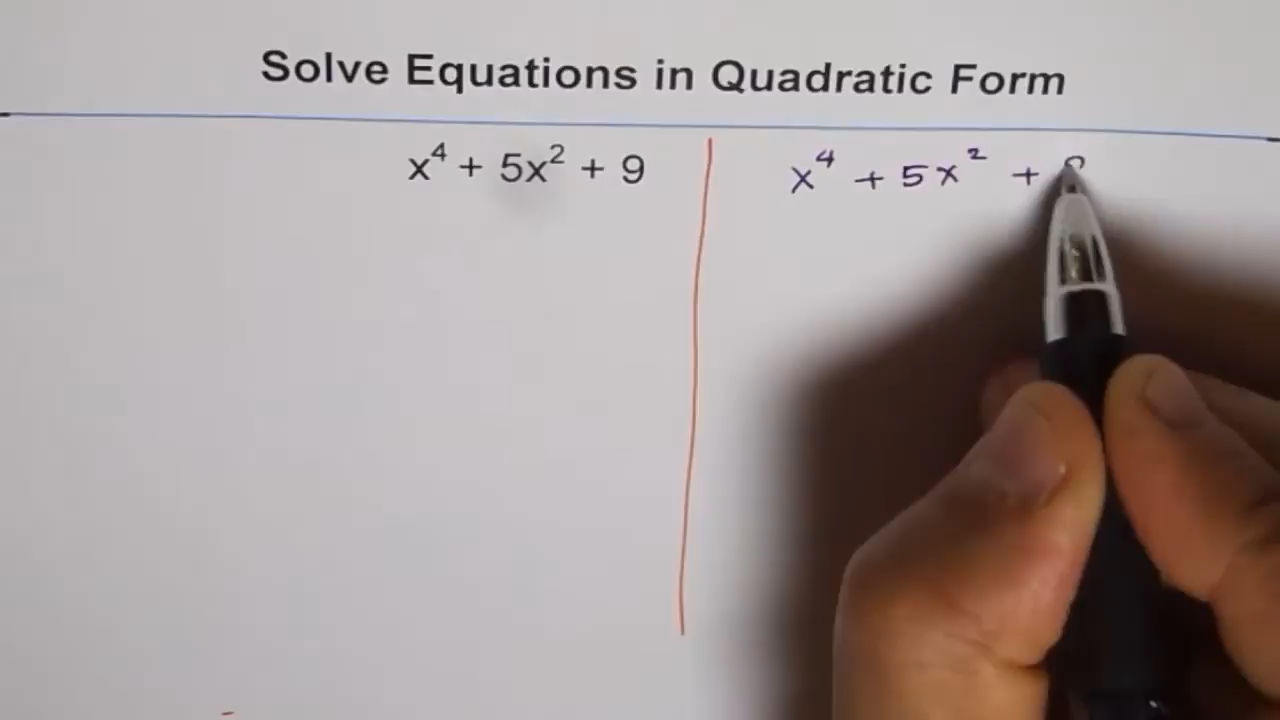 Solve Equations in Quadratic Form
x⁴ + 5x² + 9
x⁴ + 5x² +